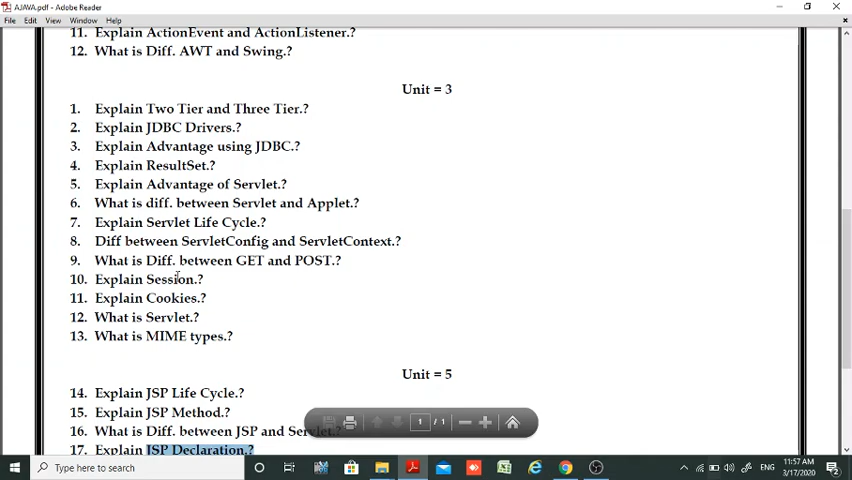 AJAVA.pdf - Adobe Reader
File Edit View Window Help
11. Explain ActionEvent and ActionListener.?
12. What is Diff. AWT and Swing.?
Unit = 3
1. Explain Two Tier and Three Tier.?
2. Explain JDBC Drivers.?
3. Explain Advantage using JDBC.?
4. Explain ResultSet.?
5. Explain Advantage of Servlet.?
6. What is diff. between Servlet and Applet.?
7. Explain Servlet Life Cycle.?
8. Diff between ServletConfig and ServletContext.?
9. What is Diff. between GET and POST.?
10. Explain Session.?
11. Explain Cookies.?
12. What is Servlet.?
13. What is MIME types.?
Unit = 5
14. Explain JSP Life Cycle.?
15. Explain JSP Method.?
16. What is Diff. between JSP and Servlet.?
1 / 1
17. Explain JSP Declaration.?
Type here to search
ENG
11:57 AM
3/17/2020
2